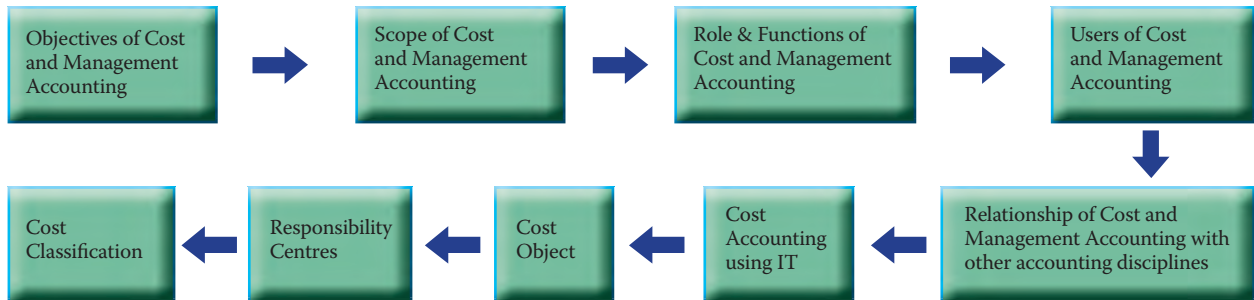 Objectives of Cost
and Management
Accounting
Scope of Cost
and Management
Accounting
Role & Functions of
Cost and Management
Accounting
Users of Cost
and Management
Accounting
Relationship of Cost and
Management Accounting with
other accounting disciplines
Cost
Accounting
using IT
Cost
Object
Responsibility
Centres
Cost
Classification